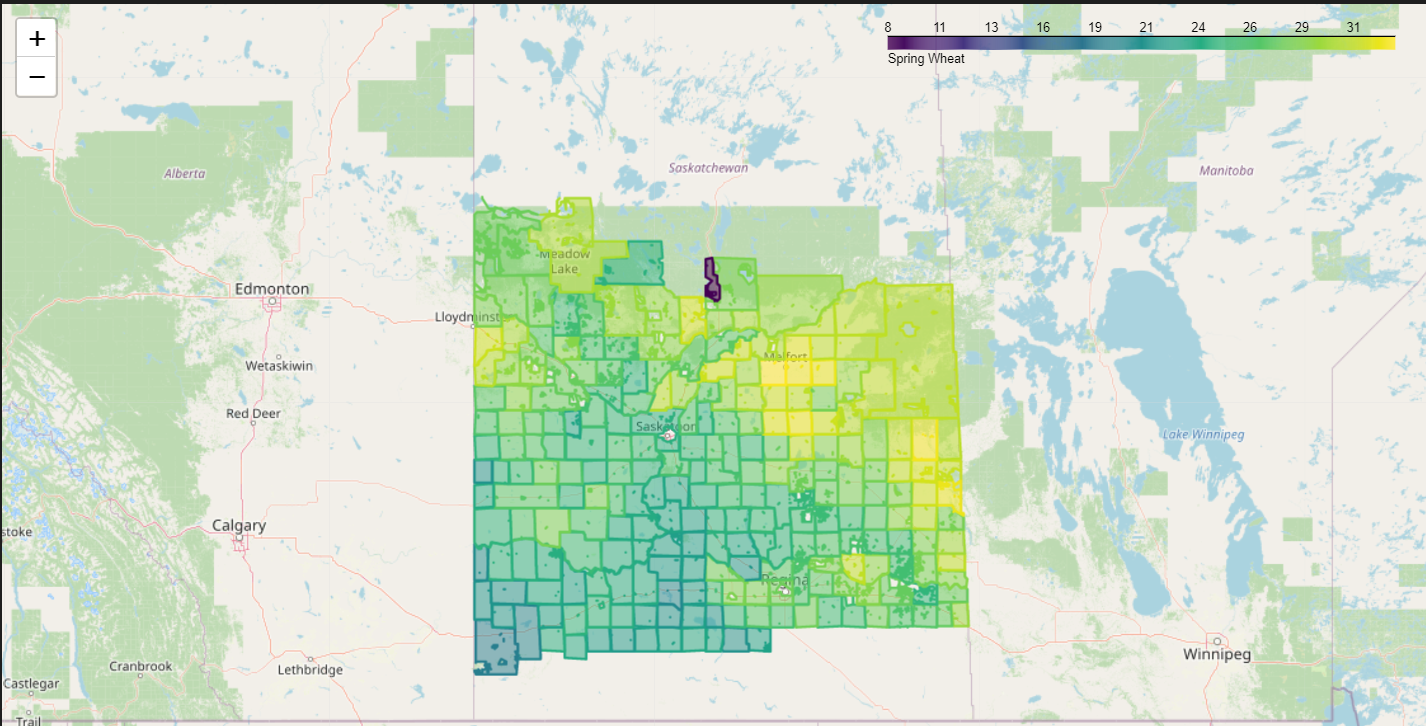 +
−
8 11 13 16 19 21 24 26 29 31
Spring Wheat
Alberta
Saskatchewan
Manitoba
Meadow
Lake
Edmonton
Lloydminster
Melfort
Wetaskiwin
Red Deer
Saskatoon
Lake Winnipeg
Calgary
stoke
Regina
Winnipeg
Cranbrook
Lethbridge
Castlegar
Trail